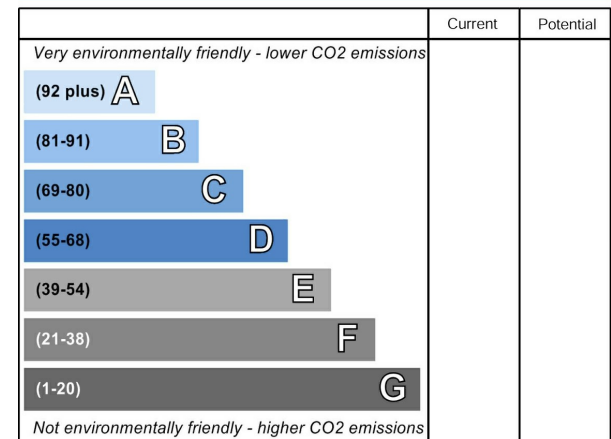 Current Potential
Very environmentally friendly - lower CO2 emissions
(92 plus) A
(81-91) B
(69-80) C
(55-68) D
(39-54) E
(21-38) F
(1-20) G
Not environmentally friendly - higher CO2 emissions